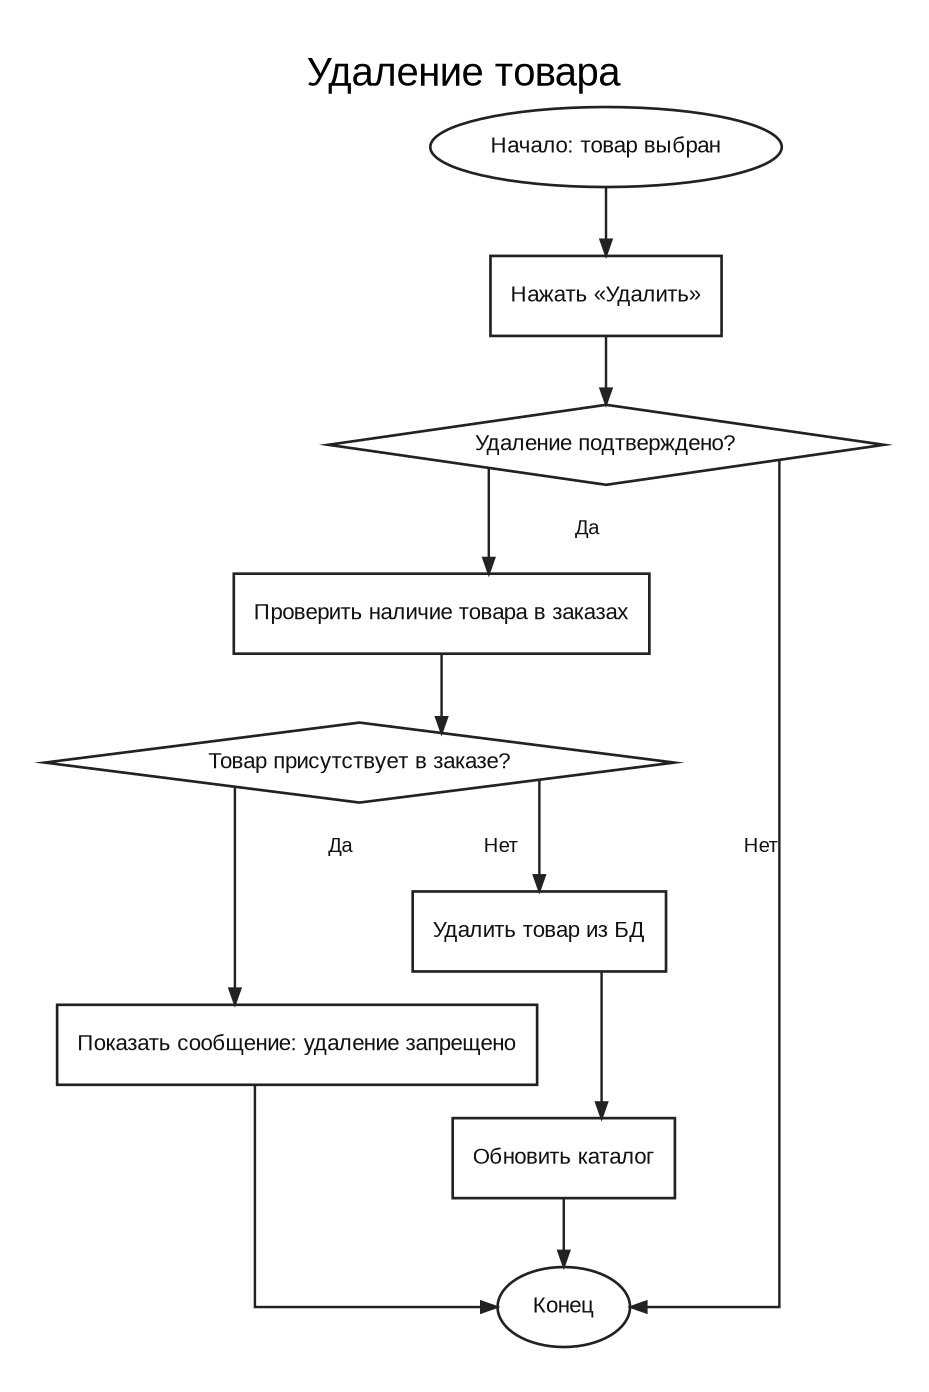 Удаление товара
Начало: товар выбран
Нажать «Удалить»
Удаление подтверждено?
Да
Проверить наличие товара в заказах
Товар присутствует в заказе?
Да
Нет
Нет
Удалить товар из БД
Показать сообщение: удаление запрещено
Обновить каталог
Конец